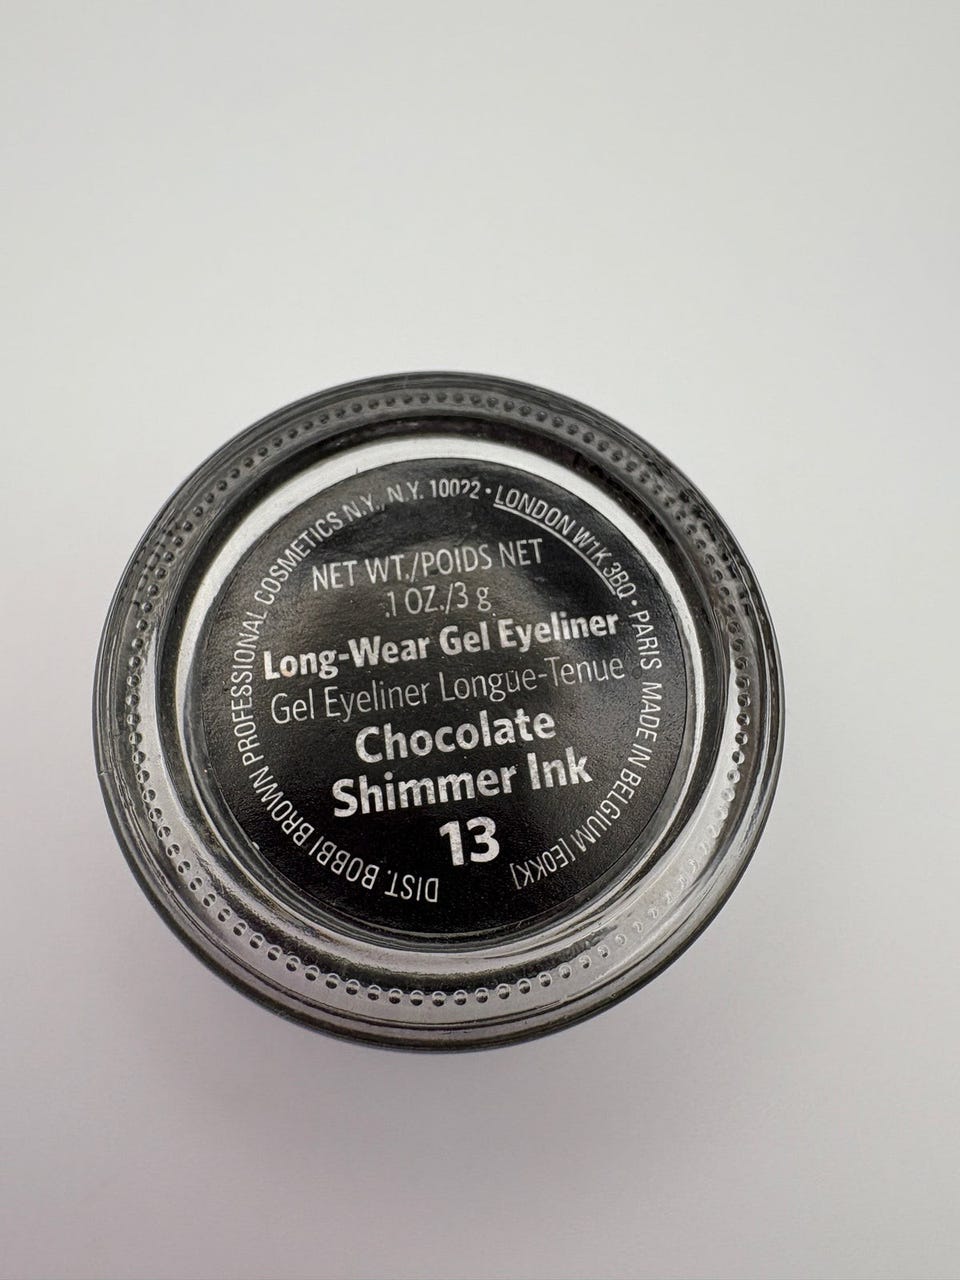 NET WT./POIDS NET
.1 OZ./3 g
Long-Wear Gel Eyeliner
Gel Eyeliner Longue-Tenue
Chocolate
Shimmer Ink
13
DIST. BOBBI BROWN PROFESSIONAL COSMETICS N.Y., N.Y. 10022 • LONDON W1K 3BQ • PARIS MADE IN BELGIUM [EOKK]